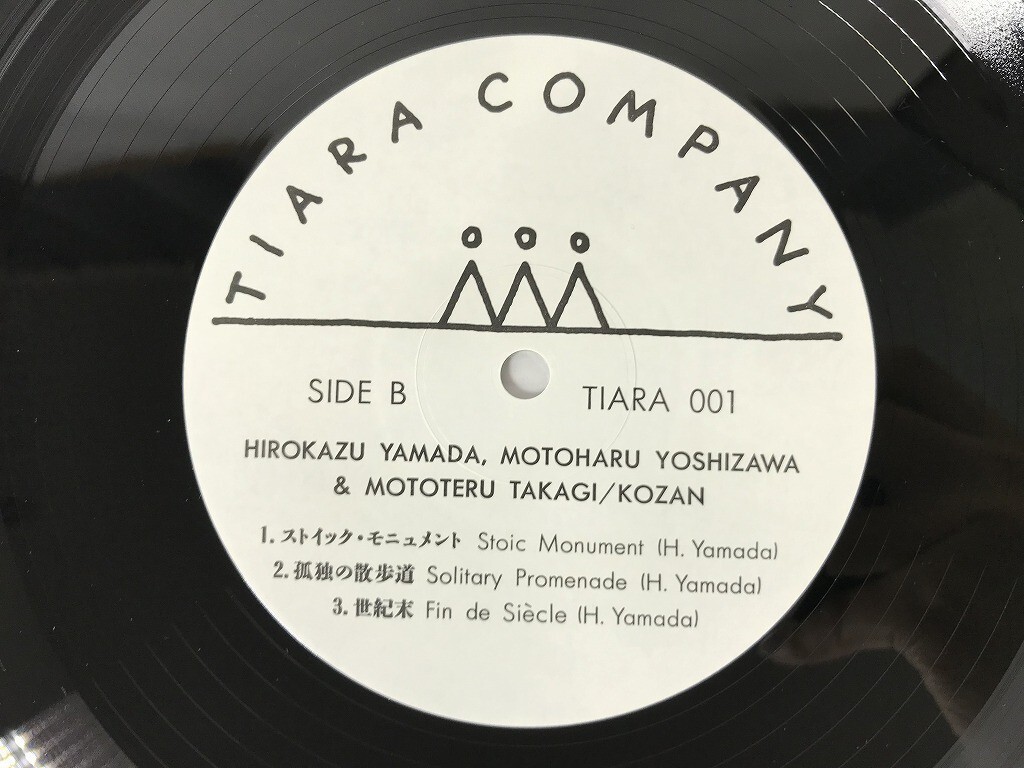 TIARA COMPANY
SIDE B TIARA 001
HIROKAZU YAMADA, MOTOHARU YOSHIZAWA
& MOTOTERU TAKAGI/KOZAN
1. ストイック・モニュメント Stoic Monument (H. Yamada)
2. 孤独の散歩道 Solitary Promenade (H. Yamada)
3. 世紀末 Fin de Siècle (H. Yamada)